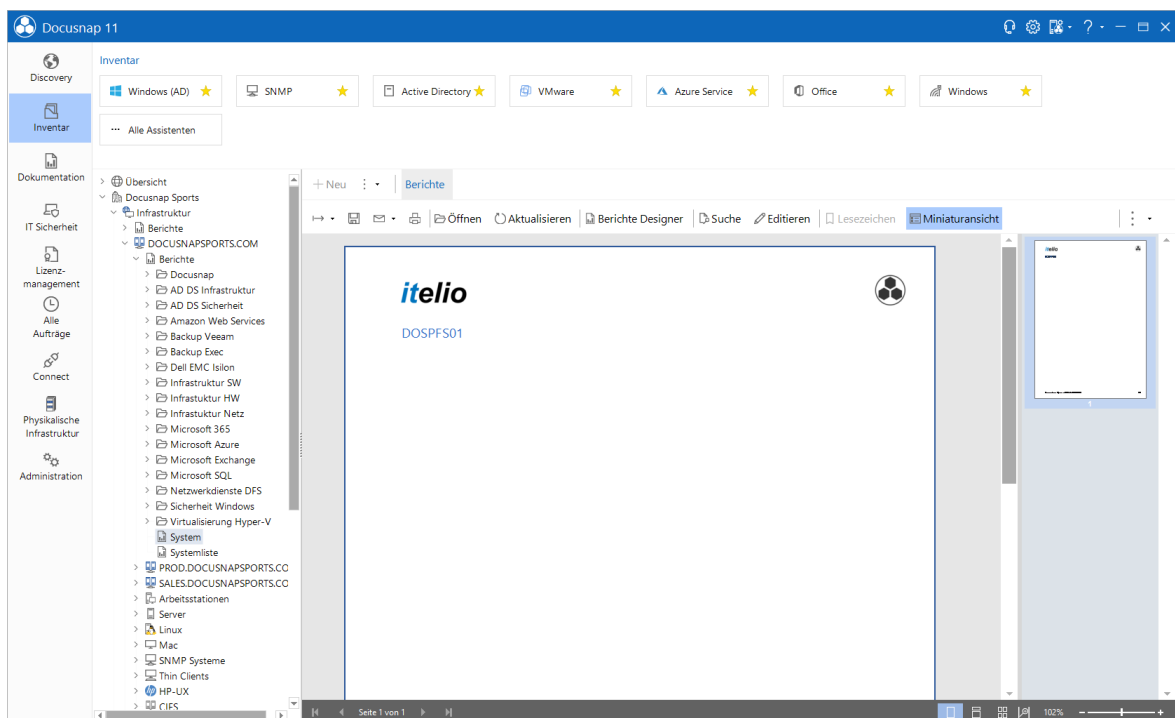 Docusnap 11
Discovery
Inventar
Dokumentation
IT Sicherheit
Lizenz-
management
Alle
Aufträge
Connect
Physikalische
Infrastruktur
Administration
Inventar
Windows (AD)
SNMP
Active Directory
VMware
Azure Service
Office
Windows
Alle Assistenten
Übersicht
Docusnap Sports
Infrastruktur
Berichte
DOCUSNAPSPORTS.COM
Berichte
Docusnap
AD DS Infrastruktur
AD DS Sicherheit
Amazon Web Services
Backup Veeam
Backup Exec
Dell EMC Isilon
Infrastruktur SW
Infrastuktur HW
Infrastuktur Netz
Microsoft 365
Microsoft Azure
Microsoft Exchange
Microsoft SQL
Netzwerkdienste DFS
Sicherheit Windows
Virtualisierung Hyper-V
System
Systemliste
PROD.DOCUSNAPSPORTS.CO
SALES.DOCUSNAPSPORTS.CO
Arbeitsstationen
Server
Linux
Mac
SNMP Systeme
Thin Clients
HP-UX
CIFS
Neu
Berichte
Öffnen Aktualisieren Berichte Designer Suche Editieren Lesezeichen Miniaturansicht
itelio
DOSPFS01
itelio
1
Seite 1 von 1
102%